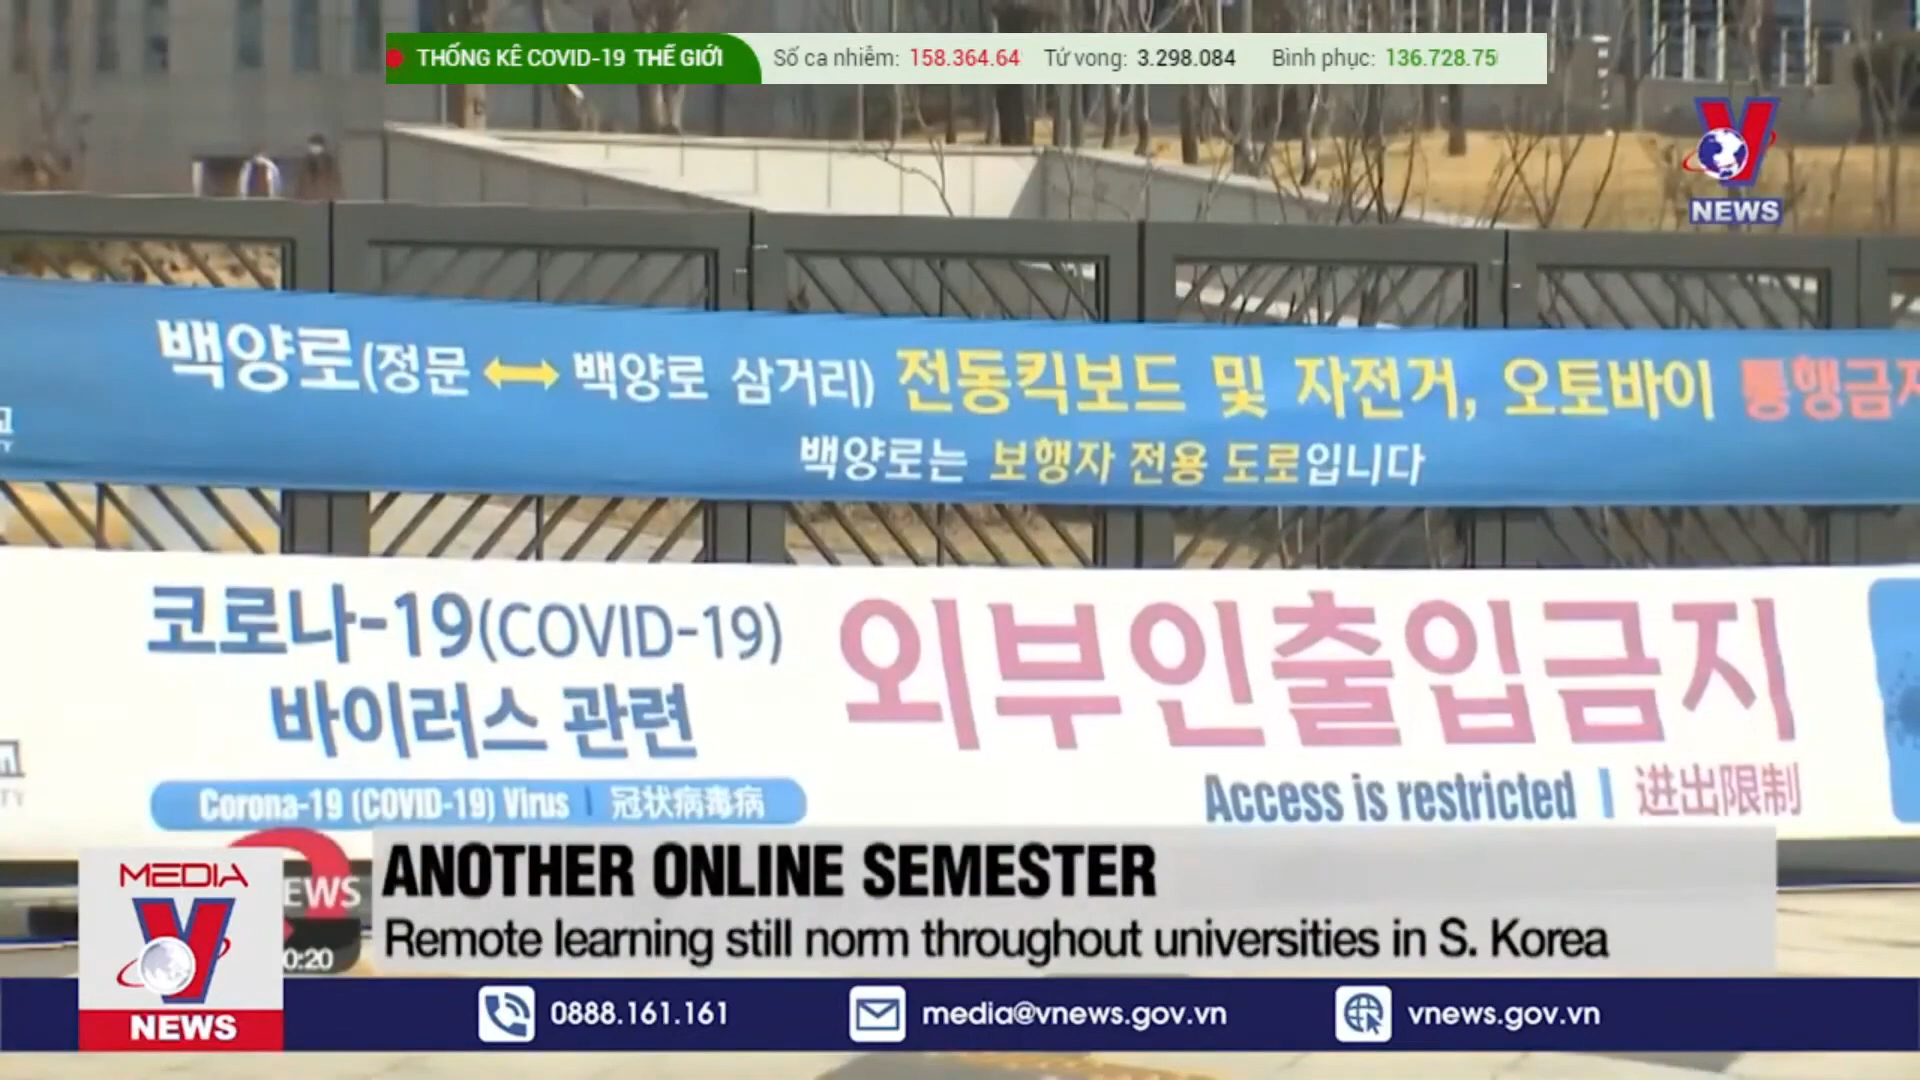 THỐNG KÊ COVID-19 THẾ GIỚI Số ca nhiễm: 158.364.64 Tử vong: 3.298.084 Bình phục: 136.728.75
NEWS
백양로(정문 ↔ 백양로 삼거리) 전동킥보드 및 자전거, 오토바이 통행금지
백양로는 보행자 전용 도로입니다
코로나-19(COVID-19)
바이러스 관련
외부인출입금지
Corona-19 (COVID-19) Virus | 冠状病毒病
Access is restricted | 进出限制
ANOTHER ONLINE SEMESTER
Remote learning still norm throughout universities in S. Korea
EWS
0:20
MEDIA
NEWS
0888.161.161
media@vnews.gov.vn
vnews.gov.vn